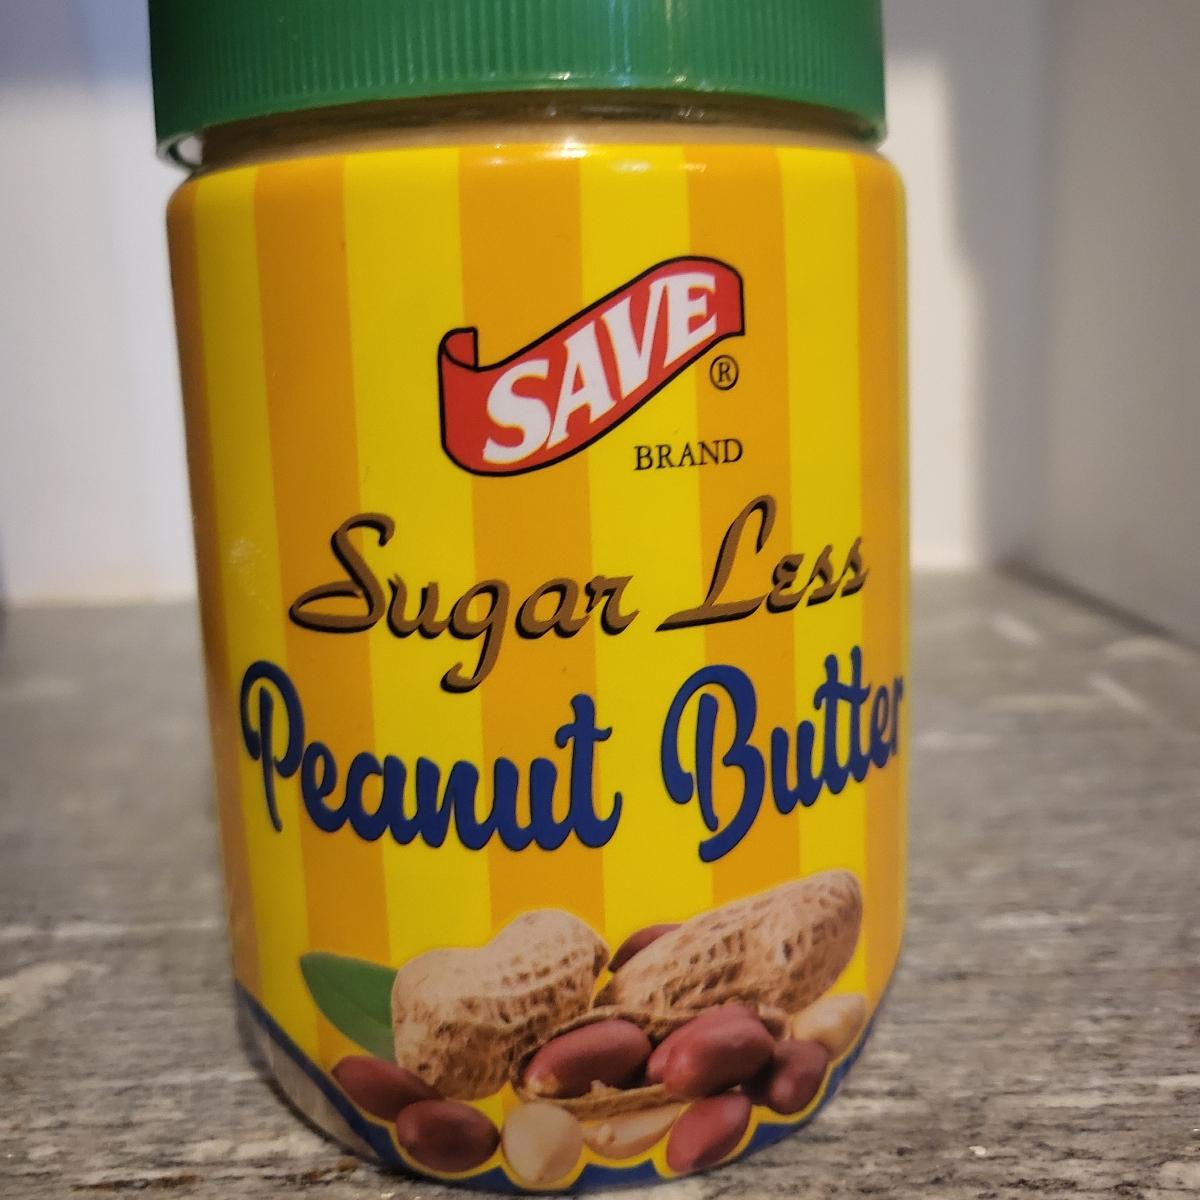 SAVE
®
BRAND
Sugar Less
Peanut Butter